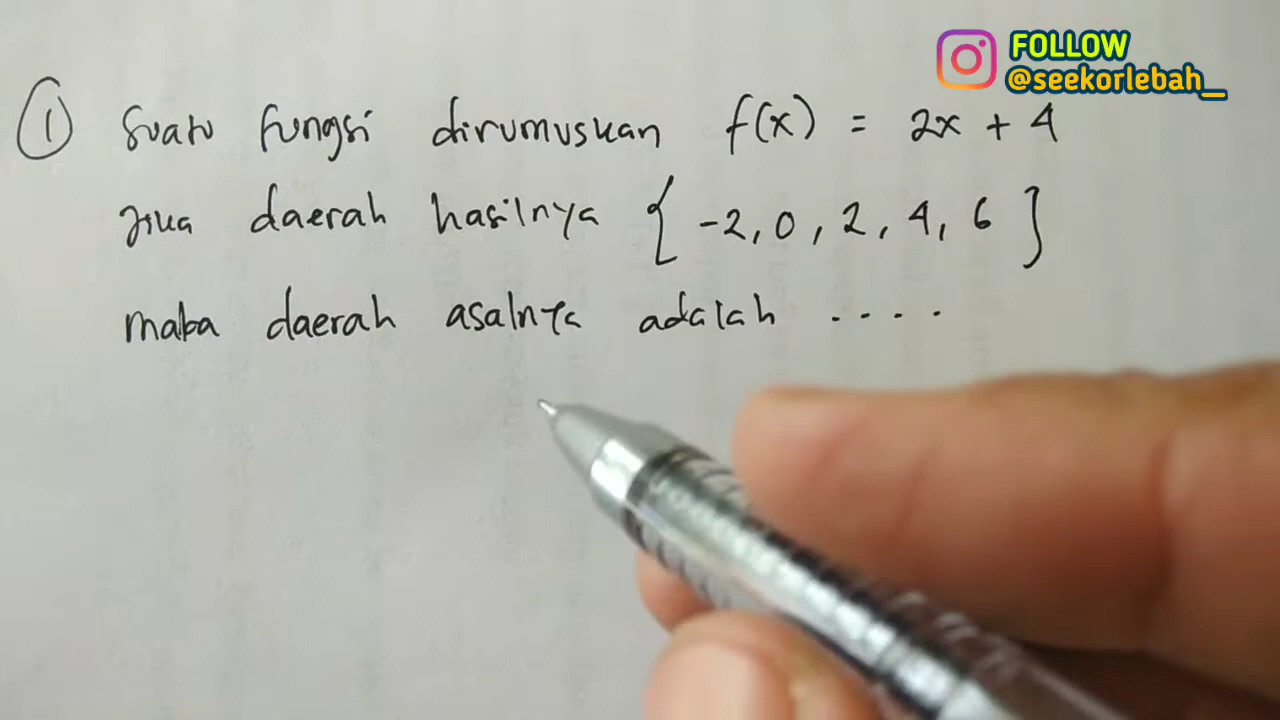 FOLLOW
@seekorlebah_
① Suatu fungsi dirumuskan f(x) = 2x + 4
jika daerah hasilnya { -2, 0, 2, 4, 6 }
maka daerah asalnya adalah ....